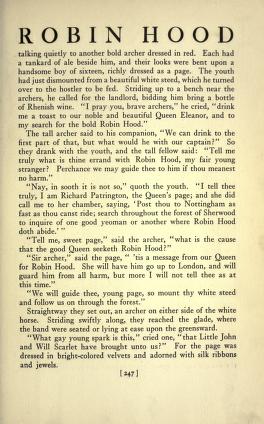 ROBIN HOOD
talking quietly to another bold archer dressed in red. Each had
a tankard of ale beside him, and their looks were bent upon a
handsome boy of sixteen, richly dressed as a page. The youth
had just dismounted from a beautiful white steed, which he turned
over to the hostler to be fed. Striding up to a bench near the
archers, he called for the landlord, bidding him bring a bottle
of Rhenish wine. "I pray you, brave archers," he cried, "drink
me a toast to our noble and beautiful Queen Eleanor, and to
my search for the bold Robin Hood."
The tall archer said to his companion, "We can drink to the
first part of that, but what would he with our captain?" So
they drank with the youth, and the tall fellow said: "Tell me
truly what is thine errand with Robin Hood, my fair young
stranger? Perchance we may guide thee to him if thou meanest
no harm."
"Nay, in sooth it is not so," quoth the youth. "I tell thee
truly, I am Richard Partington, the Queen's page; and she did
call me to her chamber, saying, 'Post thou to Nottingham as
fast as thou canst ride; search throughout the forest of Sherwood
to inquire of one good yeoman or another where Robin Hood
doth abide.'"
"Tell me, sweet page," said the archer, "what is the cause
that the good Queen seeketh Robin Hood?"
"Sir archer," said the page, "'tis a message from our Queen
for Robin Hood. She will have him go up to London, and will
guard him from all harm, but more I will not tell thee as at
this time."
"We will guide thee, young page, so mount thy white steed
and follow us on through the forest."
Straightway they set out, an archer on either side of the white
horse. Striding swiftly along, they reached the glade, where
the band were seated or lying at ease upon the greensward.
"What gay young spark is this," cried one, "that Little John
and Will Scarlet have brought unto us?" For the page was
dressed in bright-colored velvets and adorned with silk ribbons
and jewels.
[247]